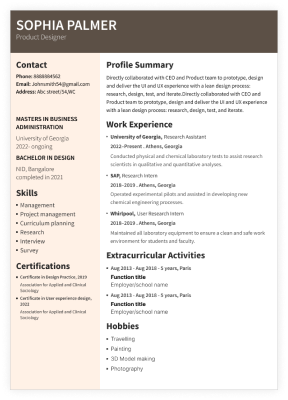 SOPHIA PALMER
Product Designer
Contact
Phone: 8888884562
Email: Johnsmith54@gmail.com
Address: Abc street/54,WC
MASTERS IN BUSINESS
ADMINISTRATION
University of Georgia
2022- ongoing
BACHELOR IN DESIGN
NID, Bangalore
completed in 2021
Skills
• Management
• Project management
• Curriculum planning
• Research
• Interview
• Survey
Certifications
• Certificate in Design Practice, 2019
Association for Applied and Clinical
Sociology
• Certificate in User experience design,
2022
Association for Applied and Clinical
Sociology
Profile Summary
Directly collaborated with CEO and Product team to prototype, design
and deliver the UI and UX experience with a lean design process:
research, design, test, and iterate.Directly collaborated with CEO and
Product team to prototype, design and deliver the UI and UX experience
with a lean design process: research, design, test, and iterate.
Work Experience
• University of Georgia, Research Assistant
2022-Present . Athens, Georgia
Conducted physical and chemical laboratory tests to assist research
scientists in qualitative and quantitative analyses.
• SAP, Research Intern
2018-2019 . Athens, Georgia
Operated experimental pilots and assisted in developing new
chemical engineering processes.
• Whirlpool, User Research Intern
2018-2019 . Athens, Georgia
Maintained all laboratory equipment to ensure a clean and safe work
environment for students and faculty.
Extracurricular Activities
• Aug 2013 - Aug 2018 - 5 years, Paris
Function title
Employer/school name
• Aug 2013 - Aug 2018 - 5 years, Paris
Function title
Employer/school name
Hobbies
• Travelling
• Painting
• 3D Model making
• Photography